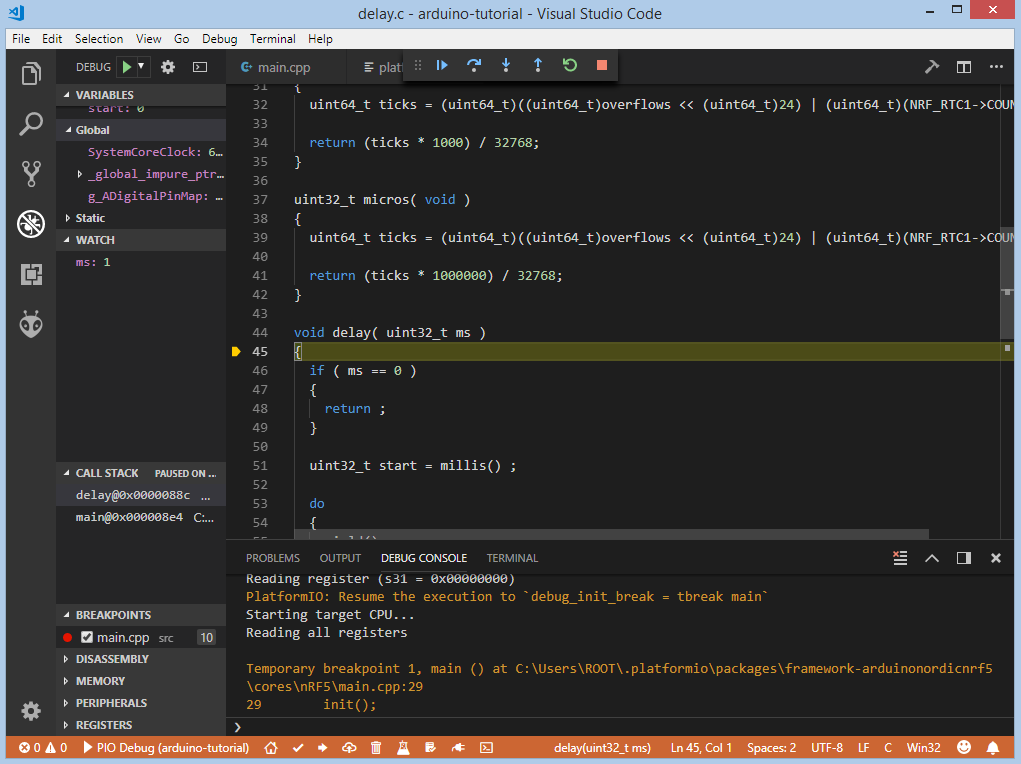 delay.c - arduino-tutorial - Visual Studio Code
File Edit Selection View Go Debug Terminal Help
DEBUG
VARIABLES
start: 0
Global
SystemCoreClock: 6…
_global_impure_ptr…
g_ADigitalPinMap: …
Static
WATCH
ms: 1
CALL STACK PAUSED ON …
delay@0x0000088c …
main@0x000008e4 C:…
BREAKPOINTS
main.cpp src 10
DISASSEMBLY
MEMORY
PERIPHERALS
REGISTERS
main.cpp
31 {
32 uint64_t ticks = (uint64_t)((uint64_t)overflows << (uint64_t)24) | (uint64_t)(NRF_RTC1->COUN
33
34 return (ticks * 1000) / 32768;
35 }
36
37 uint32_t micros( void )
38 {
39 uint64_t ticks = (uint64_t)((uint64_t)overflows << (uint64_t)24) | (uint64_t)(NRF_RTC1->COUN
40
41 return (ticks * 1000000) / 32768;
42 }
43
44 void delay( uint32_t ms )
45 {
46 if ( ms == 0 )
47 {
48 return ;
49 }
50
51 uint32_t start = millis() ;
52
53 do
54 {
PROBLEMS OUTPUT DEBUG CONSOLE TERMINAL
Reading register (s31 = 0x00000000)
PlatformIO: Resume the execution to `debug_init_break = tbreak main`
Starting target CPU...
Reading all registers
Temporary breakpoint 1, main () at C:\Users\ROOT\.platformio\packages\framework-arduinonordicnrf5
\cores\nRF5\main.cpp:29
29 init();
0 0 PIO Debug (arduino-tutorial) delay(uint32_t ms) Ln 45, Col 1 Spaces: 2 UTF-8 LF C Win32